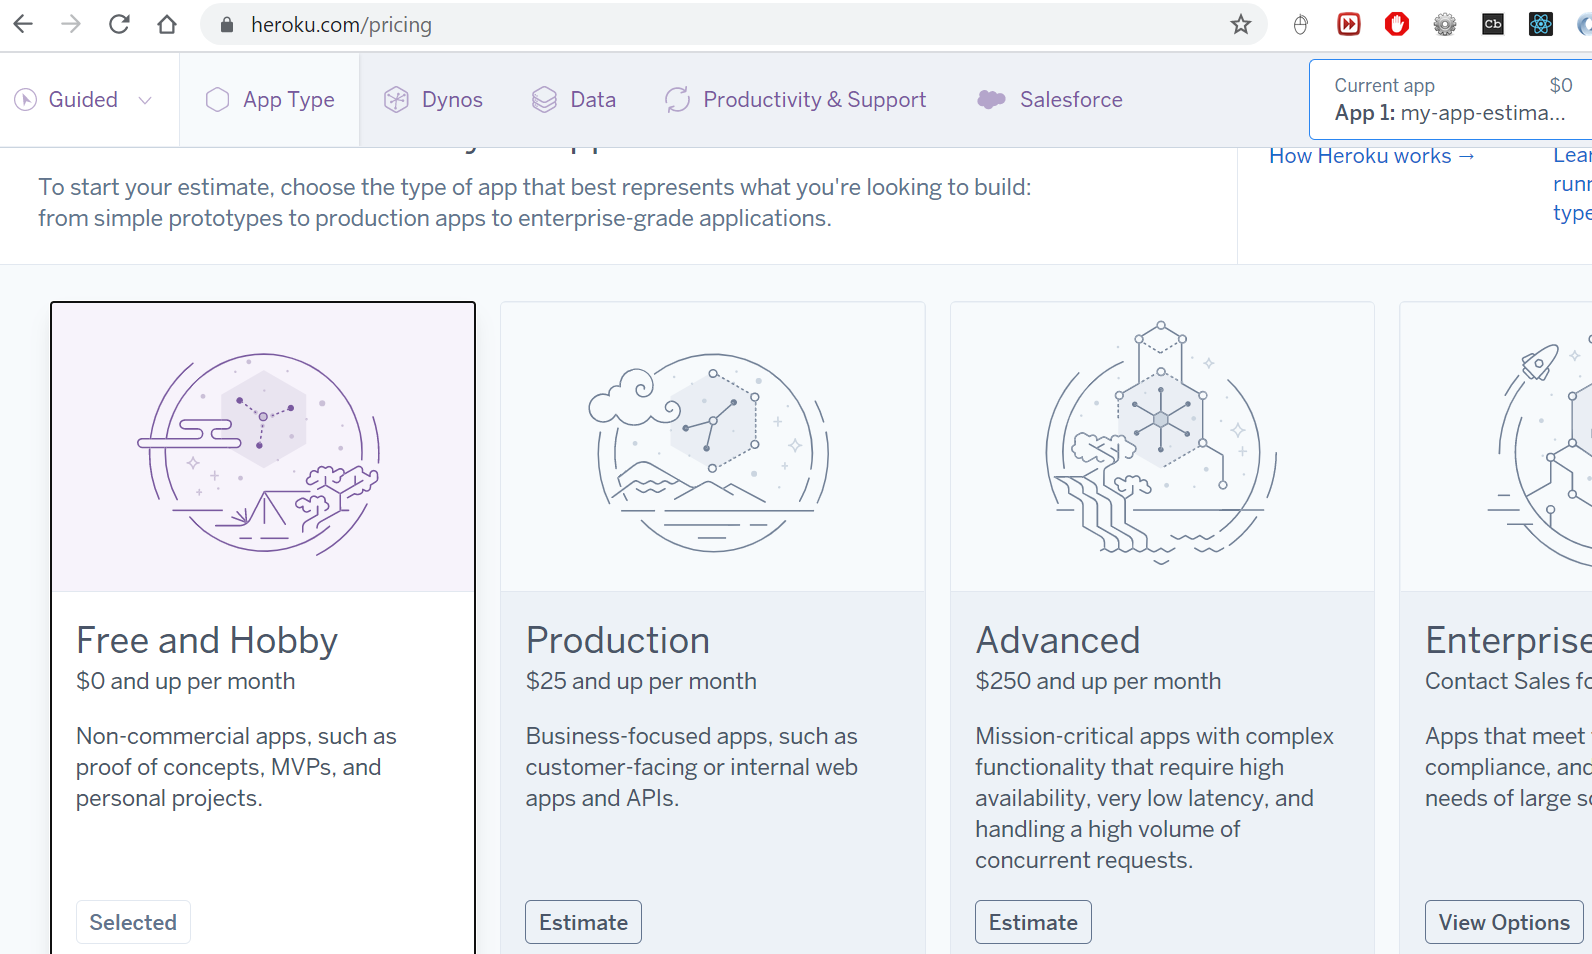 heroku.com/pricing
Guided
App Type
Dynos
Data
Productivity & Support
Salesforce
Current app $0
App 1: my-app-estima...
To start your estimate, choose the type of app that best represents what you're looking to build:
from simple prototypes to production apps to enterprise-grade applications.
How Heroku works →
Free and Hobby
$0 and up per month
Non-commercial apps, such as
proof of concepts, MVPs, and
personal projects.
Selected
Production
$25 and up per month
Business-focused apps, such as
customer-facing or internal web
apps and APIs.
Estimate
Advanced
$250 and up per month
Mission-critical apps with complex
functionality that require high
availability, very low latency, and
handling a high volume of
concurrent requests.
Estimate
Enterprise
Contact Sales
Apps that meet
compliance,
needs of large
View Options
Cb